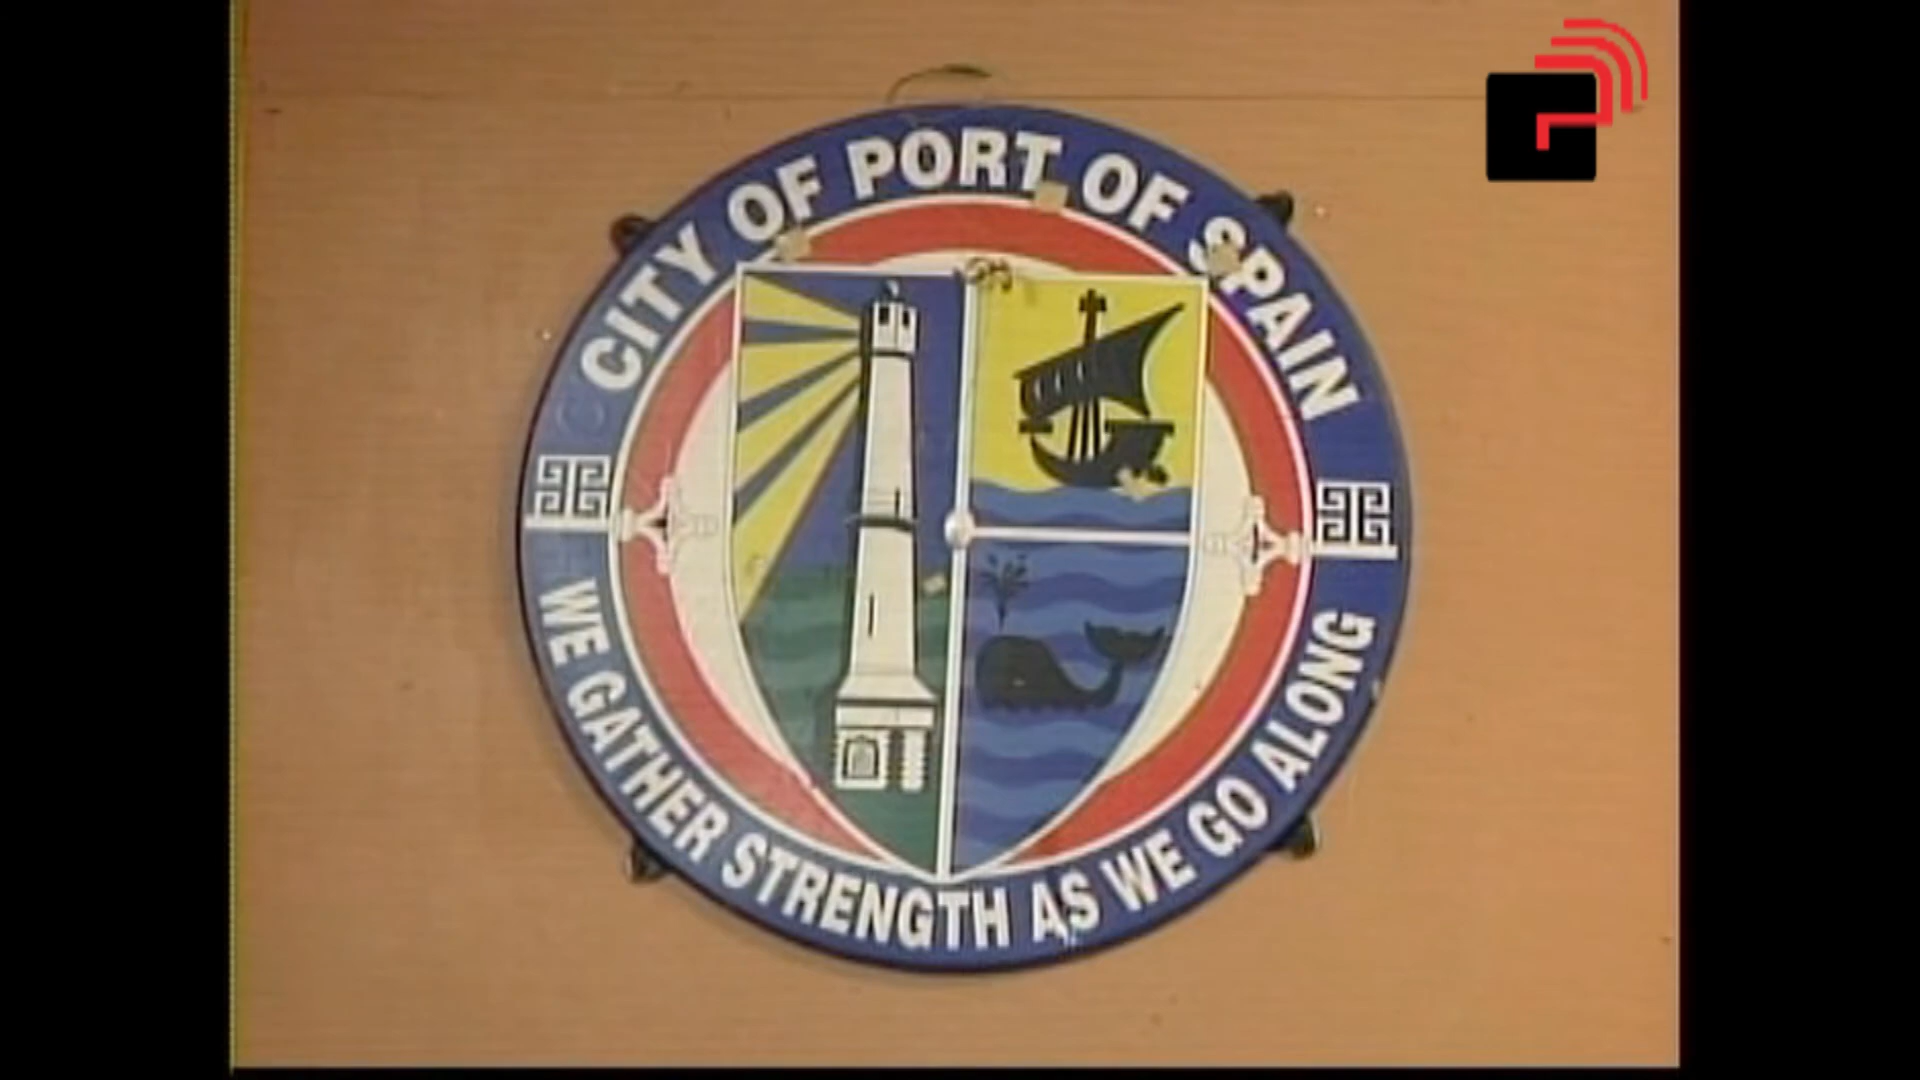 CITY OF PORT OF SPAIN
WE GATHER STRENGTH AS WE GO ALONG